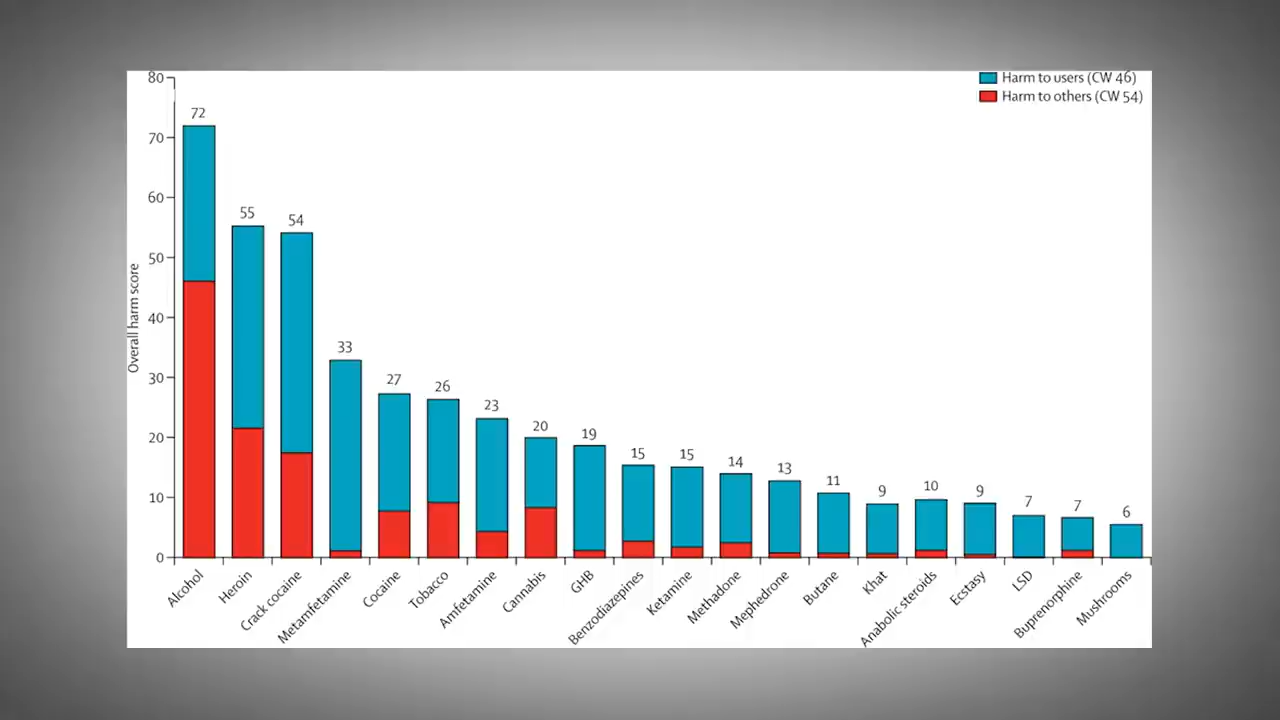 Harm to users (CW 46)
Harm to others (CW 54)
Overall harm score
80
70
60
50
40
30
20
10
0
72
55
54
33
27
26
23
20
19
15
15
14
13
11
9
10
9
7
7
6
Alcohol
Heroin
Crack cocaine
Metamfetamine
Cocaine
Tobacco
Amfetamine
Cannabis
GHB
Benzodiazepines
Ketamine
Methadone
Mephedrone
Butane
Khat
Anabolic steroids
Ecstasy
LSD
Buprenorphine
Mushrooms